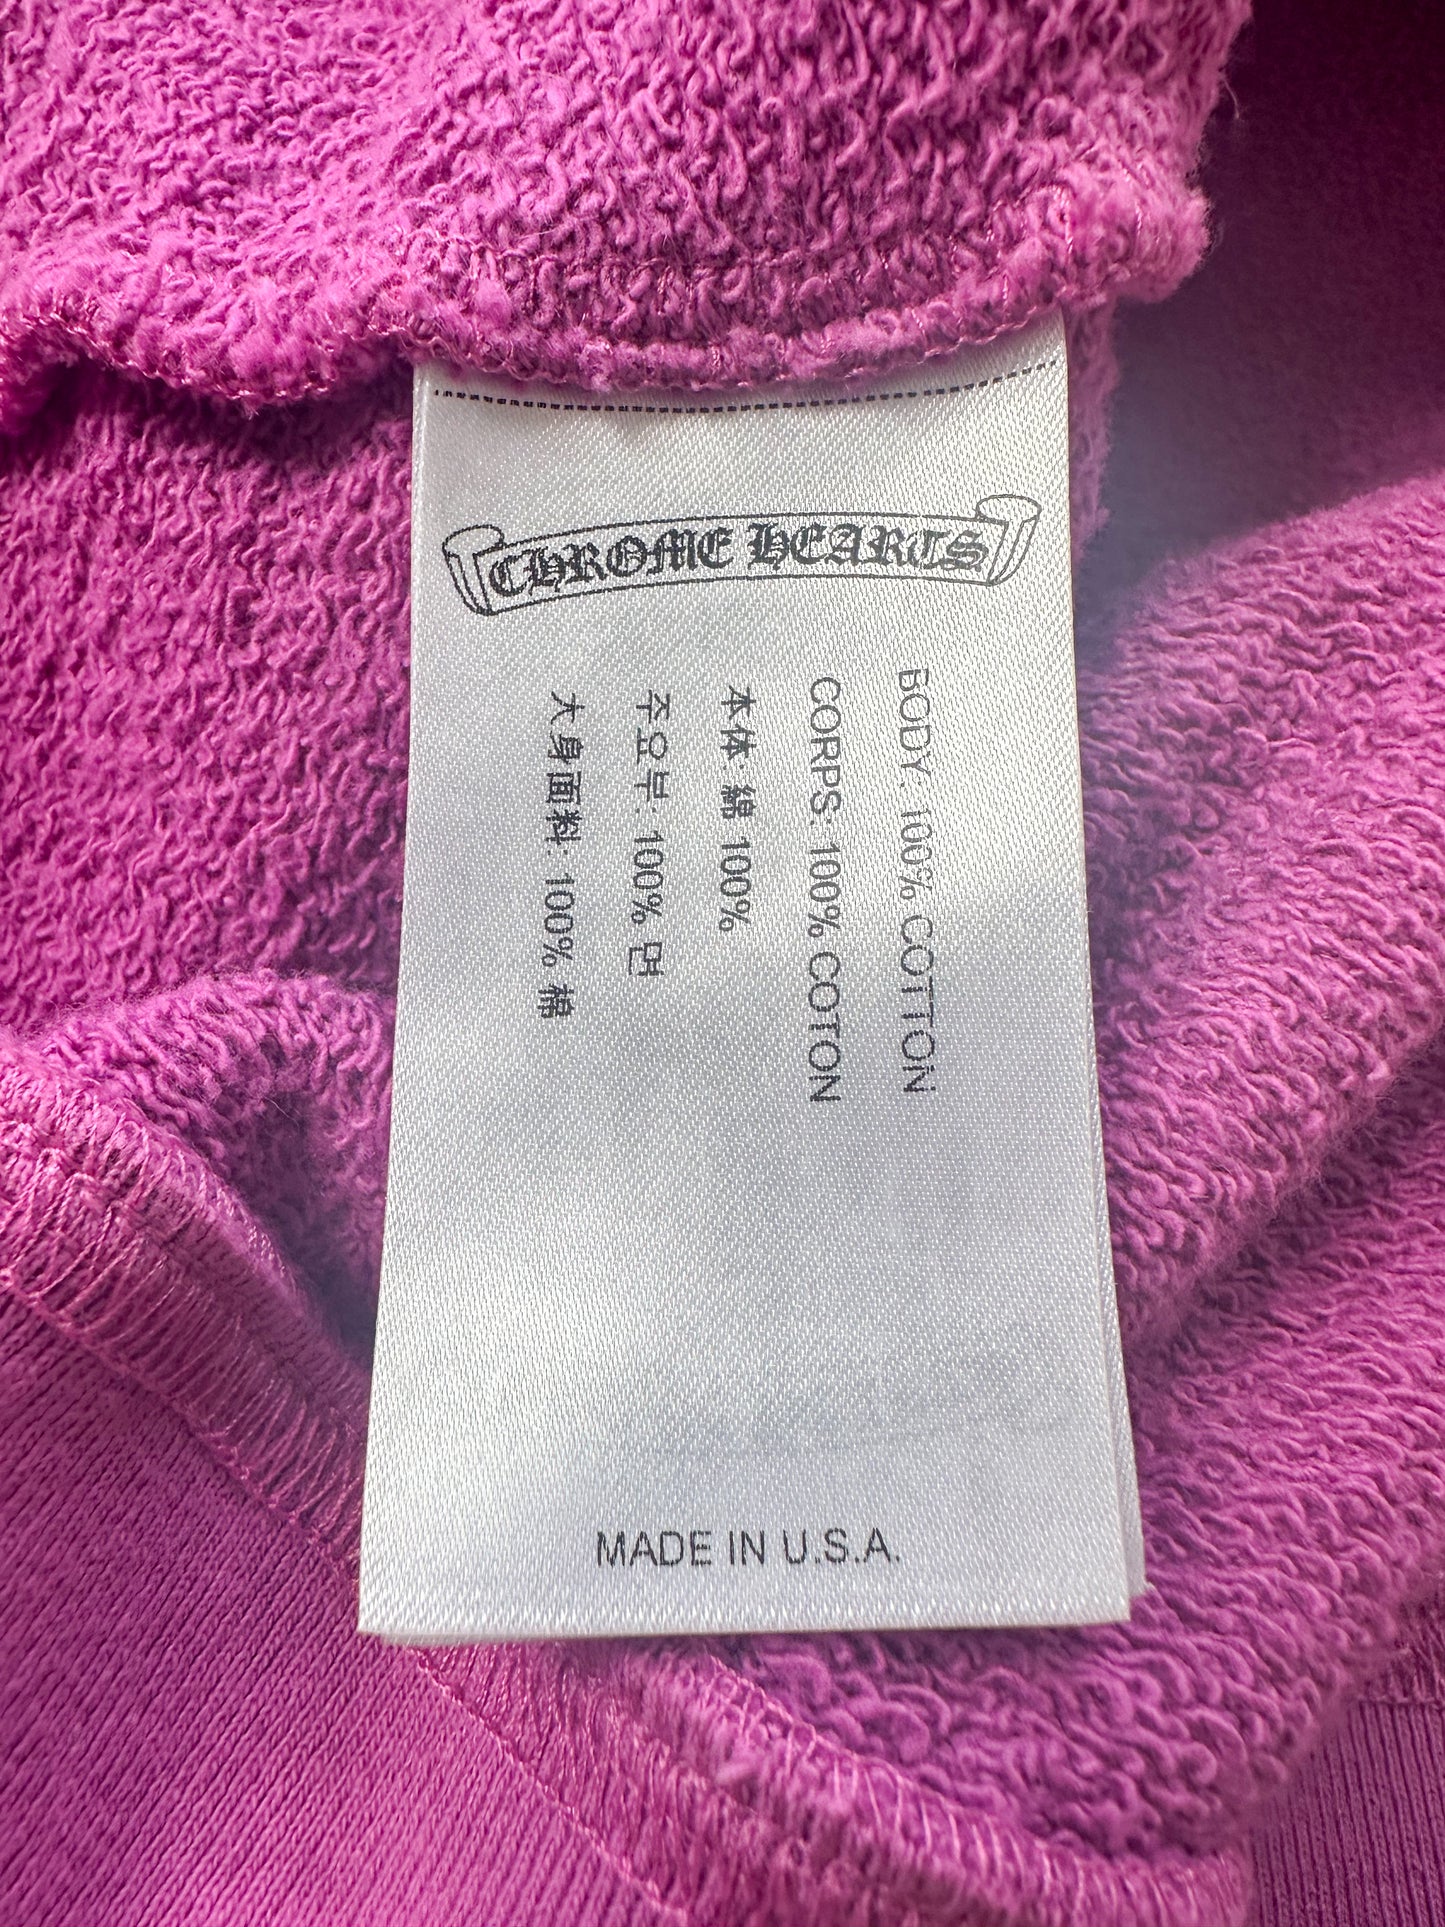 CHROME HEARTS
BODY: 100% COTTON
CORPS: 100% COTON
本体: 綿 100%
주요부: 100% 면
大身面料: 100% 棉
MADE IN U.S.A.